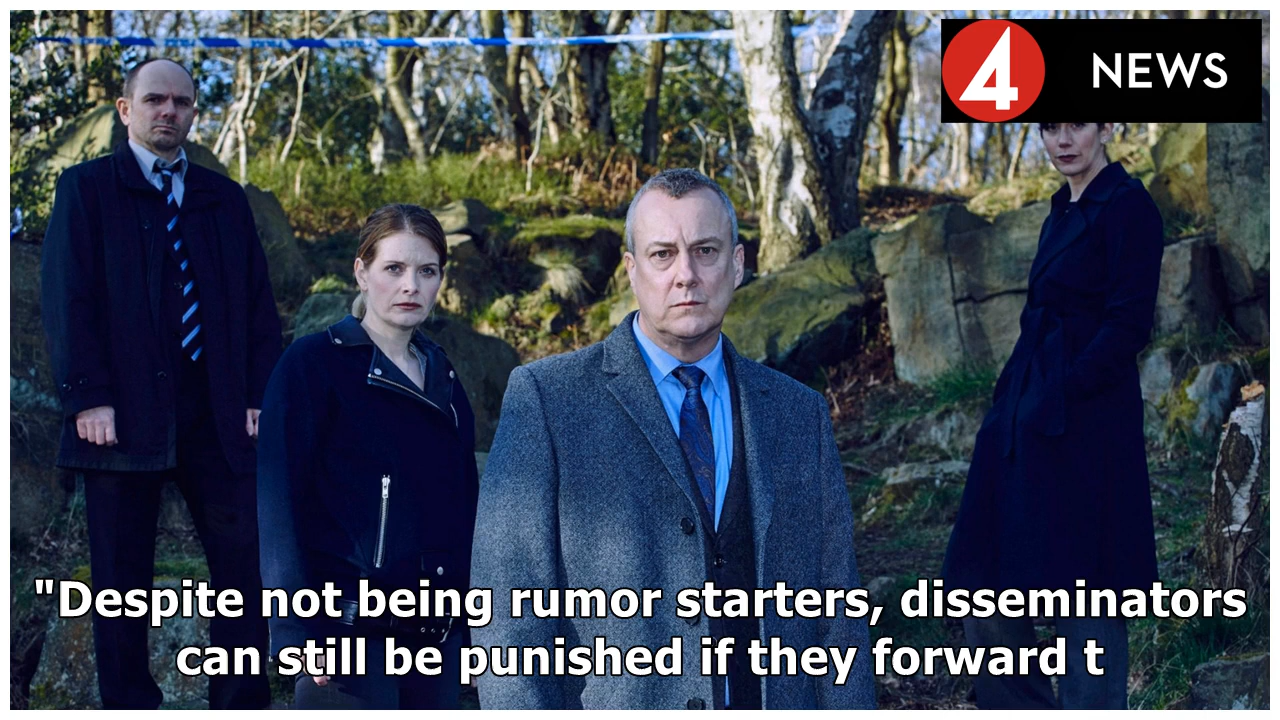 4 NEWS
"Despite not being rumor starters, disseminators
can still be punished if they forward t